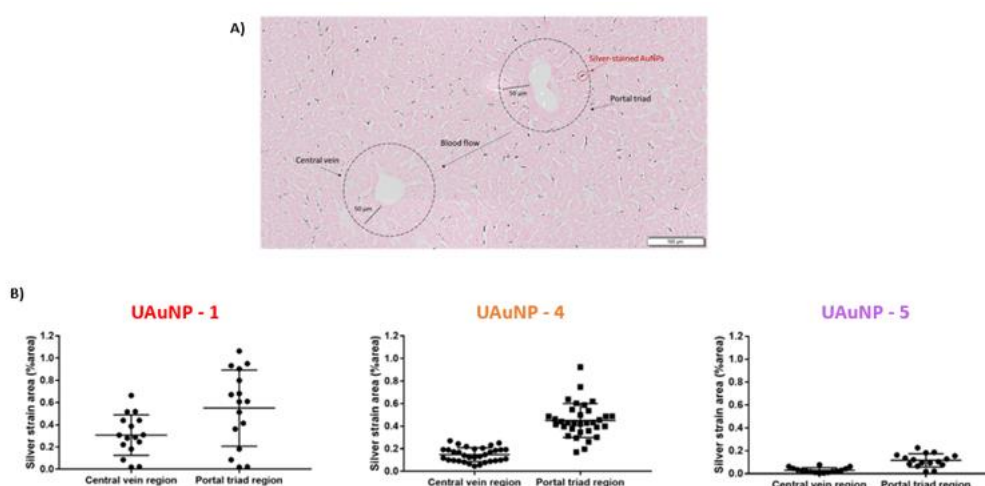 A)
Silver-stained AuNPs
50 µm
Portal triad
Blood flow
Central vein
50 µm
B)
UAuNP - 1
UAuNP - 4
UAuNP - 5
Silver strain area (%area)
1.2
1.0
0.8
0.6
0.4
0.2
0.0
Central vein region Portal triad region
Silver strain area (%area)
1.2
1.0
0.8
0.6
0.4
0.2
0.0
Central vein region Portal triad region
Silver strain area (%area)
1.2
1.0
0.8
0.6
0.4
0.2
0.0
Central vein region Portal triad region